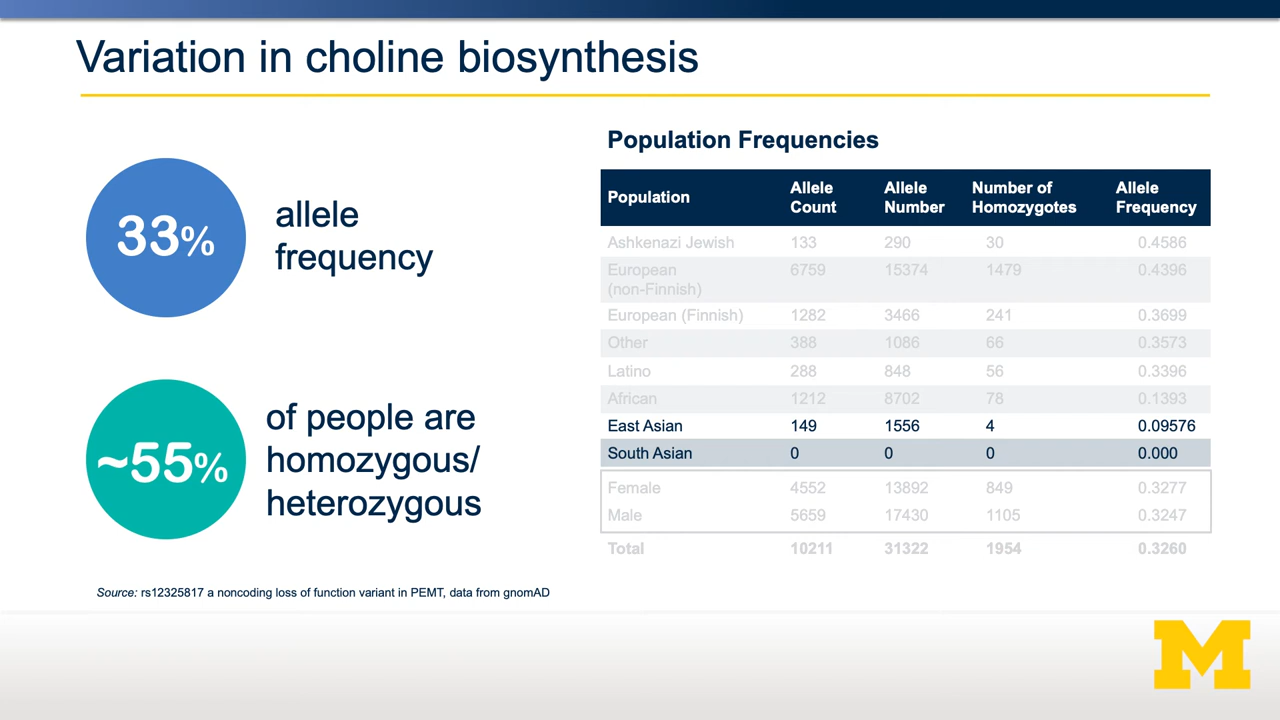 Variation in choline biosynthesis
33%
allele
frequency
~55%
of people are
homozygous/
heterozygous
Source: rs12325817 a noncoding loss of function variant in PEMT, data from gnomAD
Population Frequencies
Population Allele Count Allele Number Number of Homozygotes Allele Frequency
Ashkenazi Jewish 133 290 30 0.4586
European (non-Finnish) 6759 15374 1479 0.4396
European (Finnish) 1282 3466 241 0.3699
Other 388 1086 66 0.3573
Latino 288 848 56 0.3396
African 1212 8702 78 0.1393
East Asian 149 1556 4 0.09576
South Asian 0 0 0 0.000
Female 4552 13892 849 0.3277
Male 5659 17430 1105 0.3247
Total 10211 31322 1954 0.3260
M